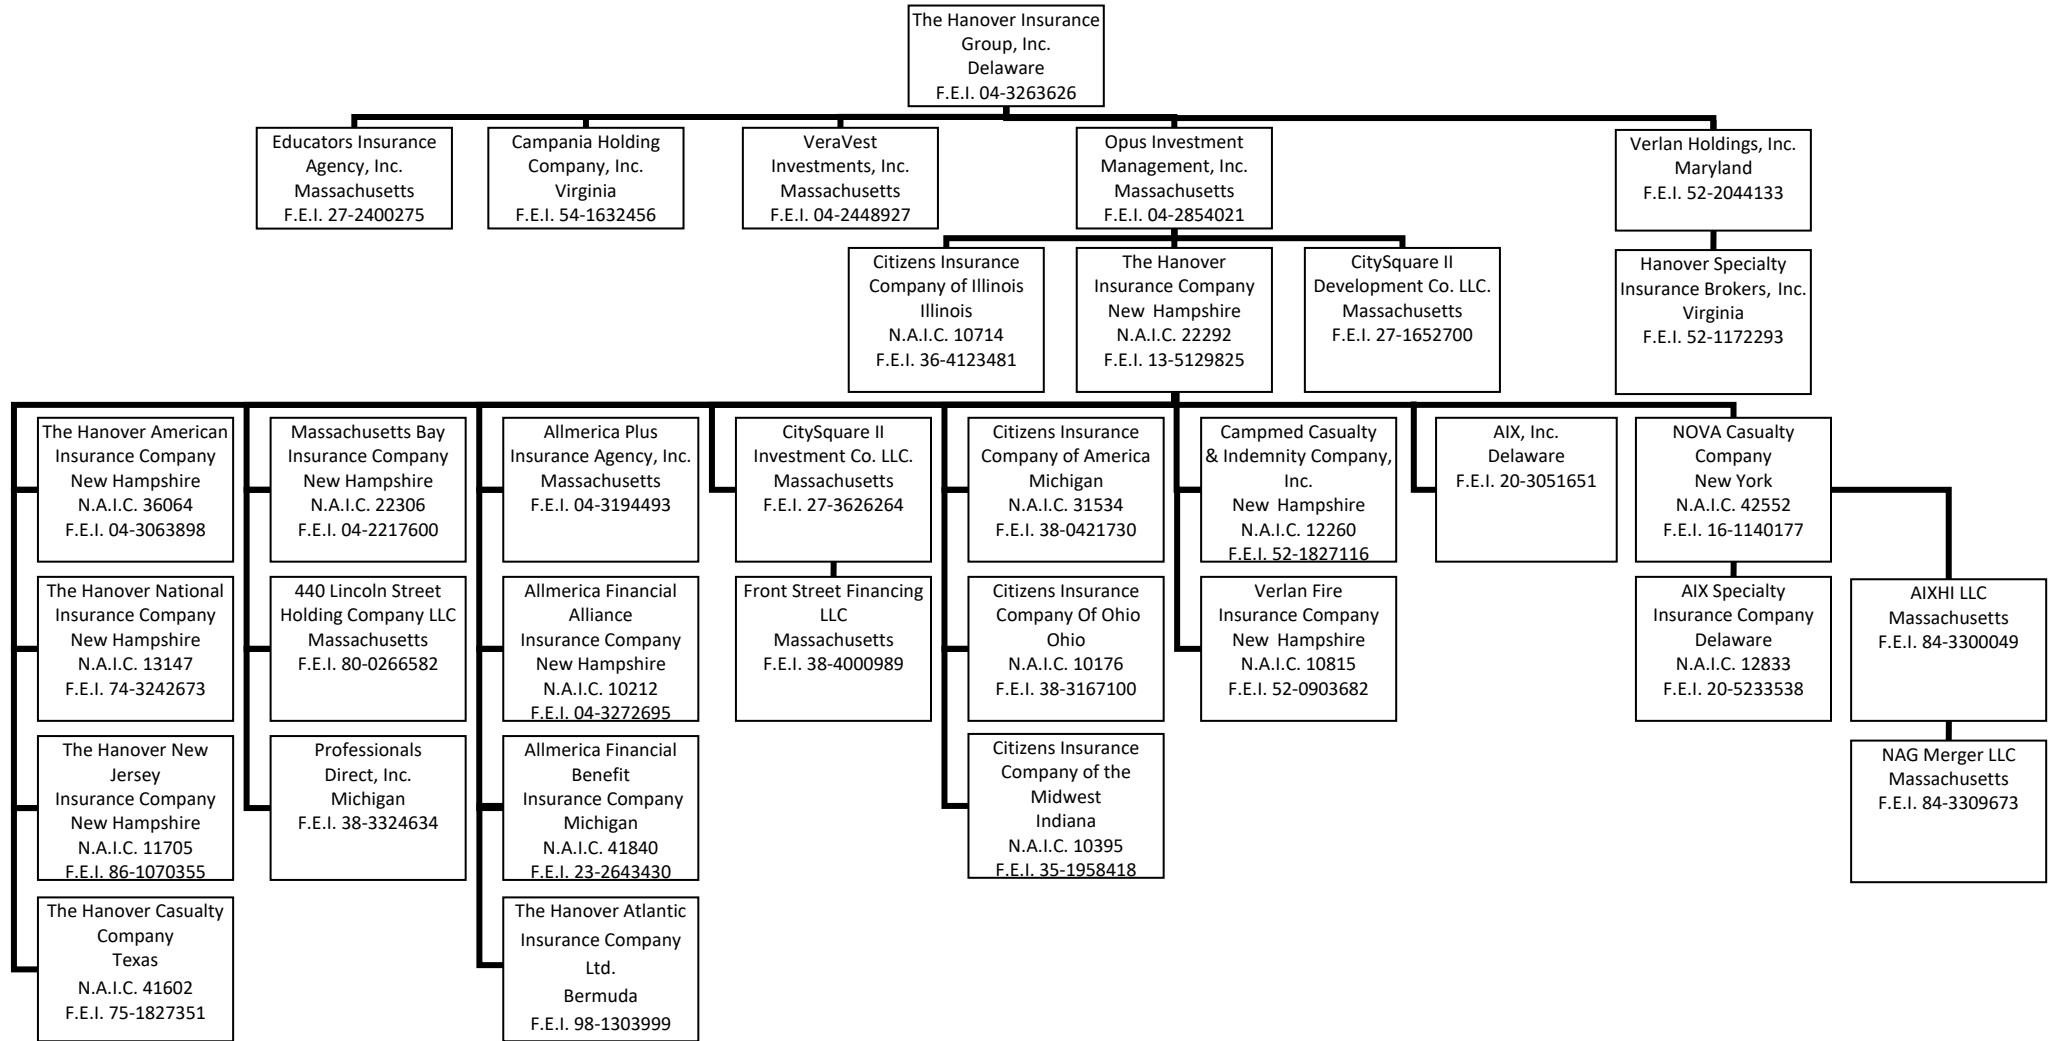 The Hanover Insurance
Group, Inc.
Delaware
F.E.I. 04-3263626
Educators Insurance
Agency, Inc.
Massachusetts
F.E.I. 27-2400275
Campania Holding
Company, Inc.
Virginia
F.E.I. 54-1632456
VeraVest
Investments, Inc.
Massachusetts
F.E.I. 04-2448927
Opus Investment
Management, Inc.
Massachusetts
F.E.I. 04-2854021
Verlan Holdings, Inc.
Maryland
F.E.I. 52-2044133
Citizens Insurance
Company of Illinois
Illinois
N.A.I.C. 10714
F.E.I. 36-4123481
The Hanover
Insurance Company
New Hampshire
N.A.I.C. 22292
F.E.I. 13-5129825
CitySquare II
Development Co. LLC.
Massachusetts
F.E.I. 27-1652700
Hanover Specialty
Insurance Brokers, Inc.
Virginia
F.E.I. 52-1172293
The Hanover American
Insurance Company
New Hampshire
N.A.I.C. 36064
F.E.I. 04-3063898
Massachusetts Bay
Insurance Company
New Hampshire
N.A.I.C. 22306
F.E.I. 04-2217600
Allmerica Plus
Insurance Agency, Inc.
Massachusetts
F.E.I. 04-3194493
CitySquare II
Investment Co. LLC.
Massachusetts
F.E.I. 27-3626264
Citizens Insurance
Company of America
Michigan
N.A.I.C. 31534
F.E.I. 38-0421730
Campmed Casualty
& Indemnity Company,
Inc.
New Hampshire
N.A.I.C. 12260
F.E.I. 52-1827116
AIX, Inc.
Delaware
F.E.I. 20-3051651
NOVA Casualty
Company
New York
N.A.I.C. 42552
F.E.I. 16-1140177
The Hanover National
Insurance Company
New Hampshire
N.A.I.C. 13147
F.E.I. 74-3242673
440 Lincoln Street
Holding Company LLC
Massachusetts
F.E.I. 80-0266582
Allmerica Financial
Alliance
Insurance Company
New Hampshire
N.A.I.C. 10212
F.E.I. 04-3272695
Front Street Financing
LLC
Massachusetts
F.E.I. 38-4000989
Citizens Insurance
Company Of Ohio
Ohio
N.A.I.C. 10176
F.E.I. 38-3167100
Verlan Fire
Insurance Company
New Hampshire
N.A.I.C. 10815
F.E.I. 52-0903682
AIX Specialty
Insurance Company
Delaware
N.A.I.C. 12833
F.E.I. 20-5233538
AIXHI LLC
Massachusetts
F.E.I. 84-3300049
The Hanover New
Jersey
Insurance Company
New Hampshire
N.A.I.C. 11705
F.E.I. 86-1070355
Professionals
Direct, Inc.
Michigan
F.E.I. 38-3324634
Allmerica Financial
Benefit
Insurance Company
Michigan
N.A.I.C. 41840
F.E.I. 23-2643430
Citizens Insurance
Company of the
Midwest
Indiana
N.A.I.C. 10395
F.E.I. 35-1958418
NAG Merger LLC
Massachusetts
F.E.I. 84-3309673
The Hanover Casualty
Company
Texas
N.A.I.C. 41602
F.E.I. 75-1827351
The Hanover Atlantic
Insurance Company
Ltd.
Bermuda
F.E.I. 98-1303999